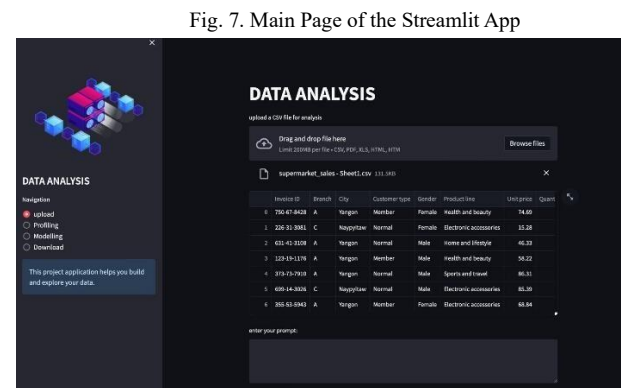 Fig. 7. Main Page of the Streamlit App
DATA ANALYSIS
Navigation
upload
Profiling
Modelling
Download
This project application helps you build
and explore your data.
DATA ANALYSIS
upload a CSV file for analysis
Drag and drop file here
Limit 200MB per file • CSV, PDF, XLS, HTML, HTM
Browse files
supermarket_sales - Sheet1.csv 131.5KB
Invoice ID Branch City Customer type Gender Product line Unit price Quant
0 750-67-8428 A Yangon Member Female Health and beauty 74.69
1 226-31-3081 C Naypyitaw Normal Female Electronic accessories 15.28
2 631-41-3108 A Yangon Normal Male Home and lifestyle 46.33
3 123-19-1176 A Yangon Member Male Health and beauty 58.22
4 373-73-7910 A Yangon Normal Male Sports and travel 86.31
5 699-14-3026 C Naypyitaw Normal Male Electronic accessories 85.39
6 355-53-5943 A Yangon Member Female Electronic accessories 68.84
enter your prompt: